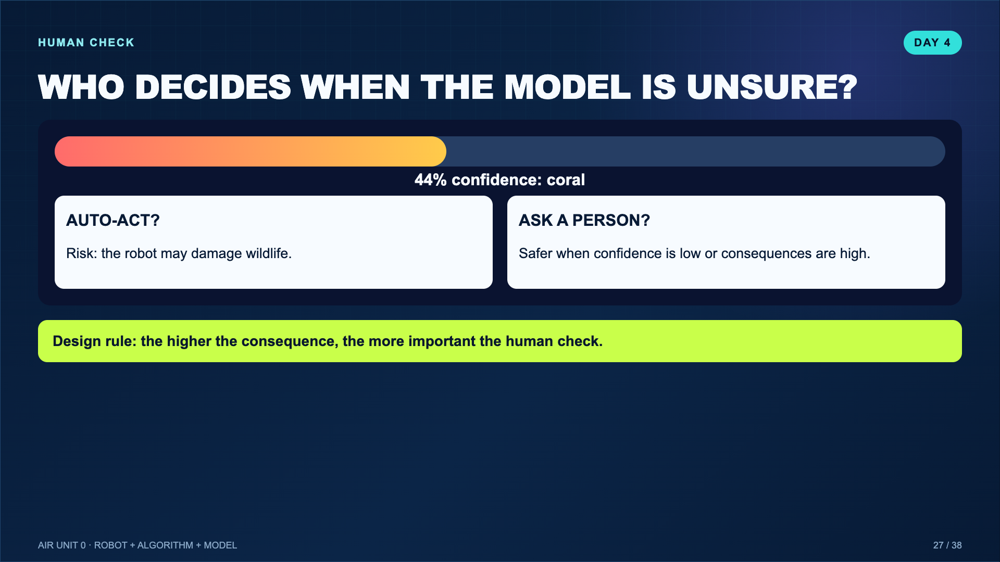 HUMAN CHECK
DAY 4
WHO DECIDES WHEN THE MODEL IS UNSURE?
44% confidence: coral
AUTO-ACT?
Risk: the robot may damage wildlife.
ASK A PERSON?
Safer when confidence is low or consequences are high.
Design rule: the higher the consequence, the more important the human check.
AIR UNIT 0 · ROBOT + ALGORITHM + MODEL
27 / 38